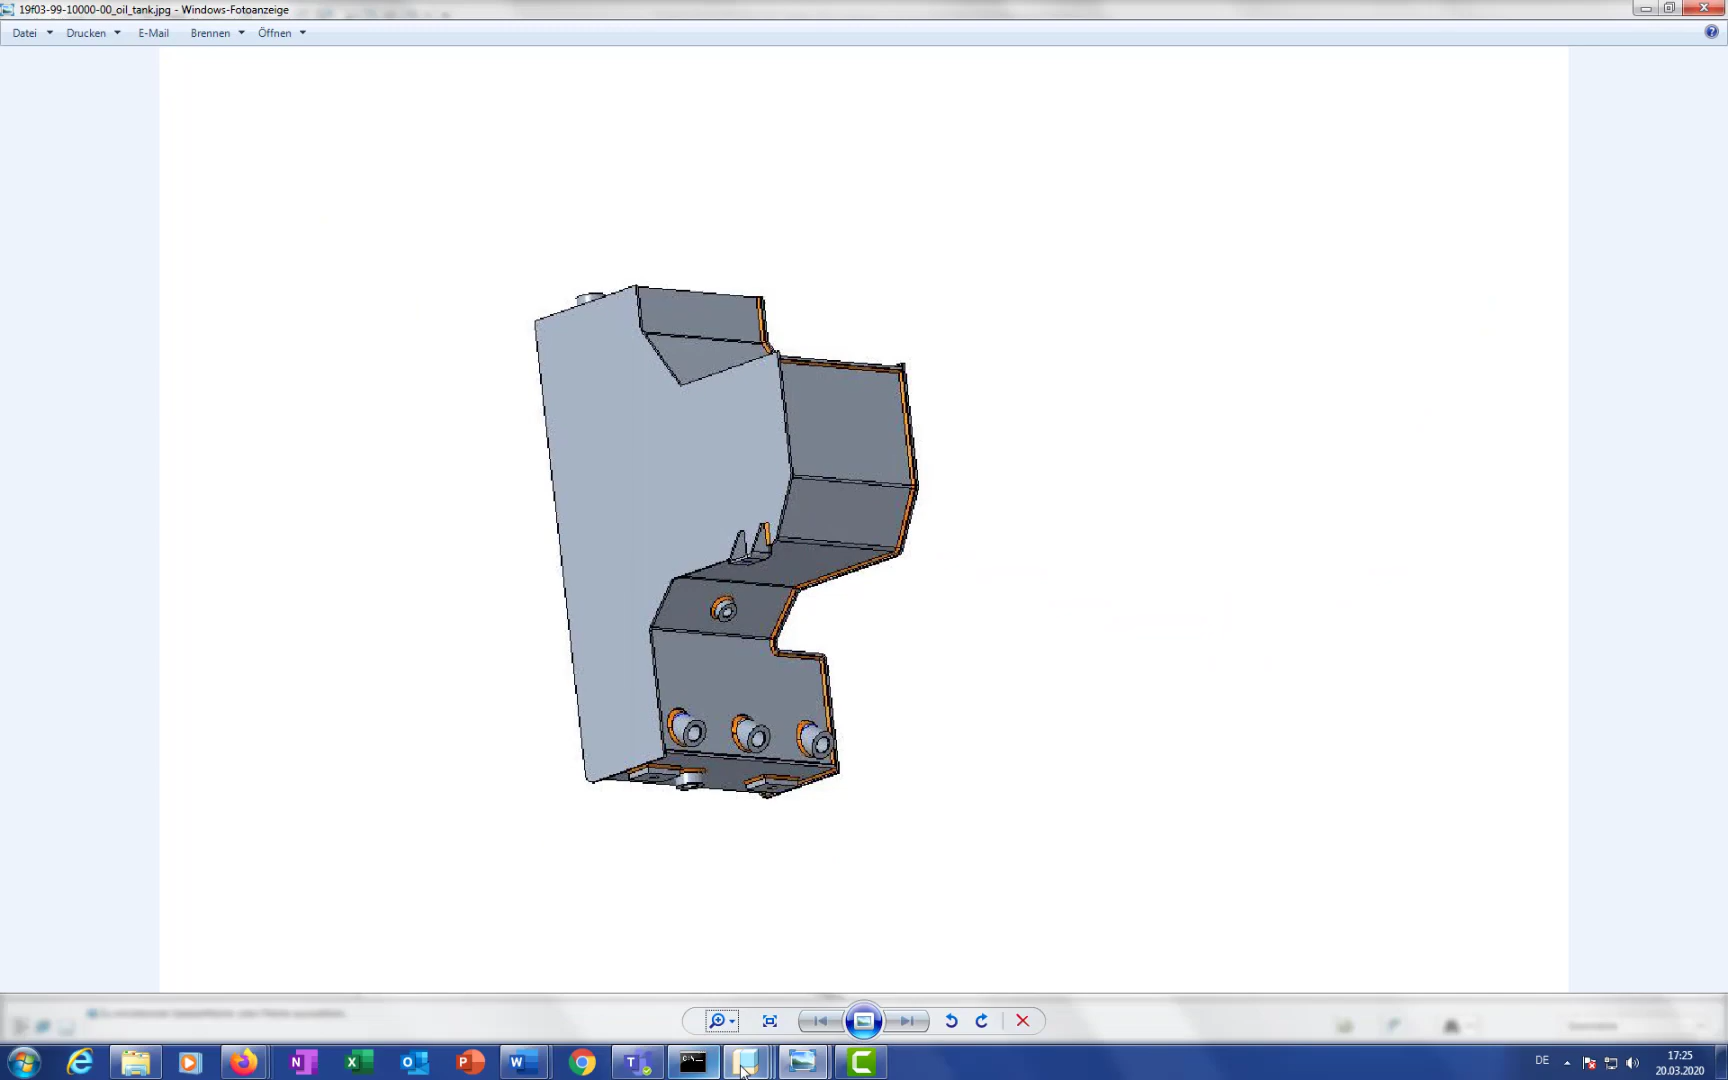 19f03-99-10000-00_oil_tank.jpg - Windows-Fotoanzeige
Datei Drucken E-Mail Brennen Öffnen
DE
17:25
20.03.2020